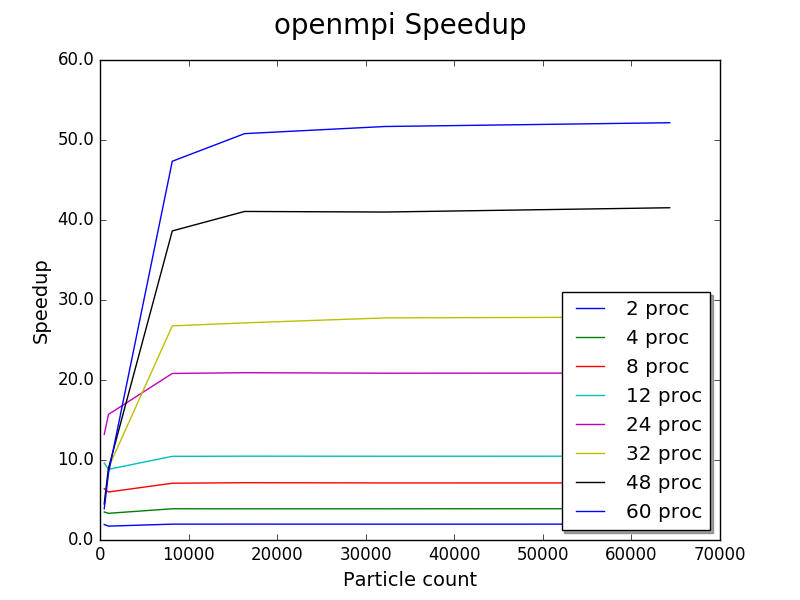 openmpi Speedup
60.0
50.0
40.0
30.0
20.0
10.0
0.0
Speedup
2 proc
4 proc
8 proc
12 proc
24 proc
32 proc
48 proc
60 proc
0 10000 20000 30000 40000 50000 60000 70000
Particle count